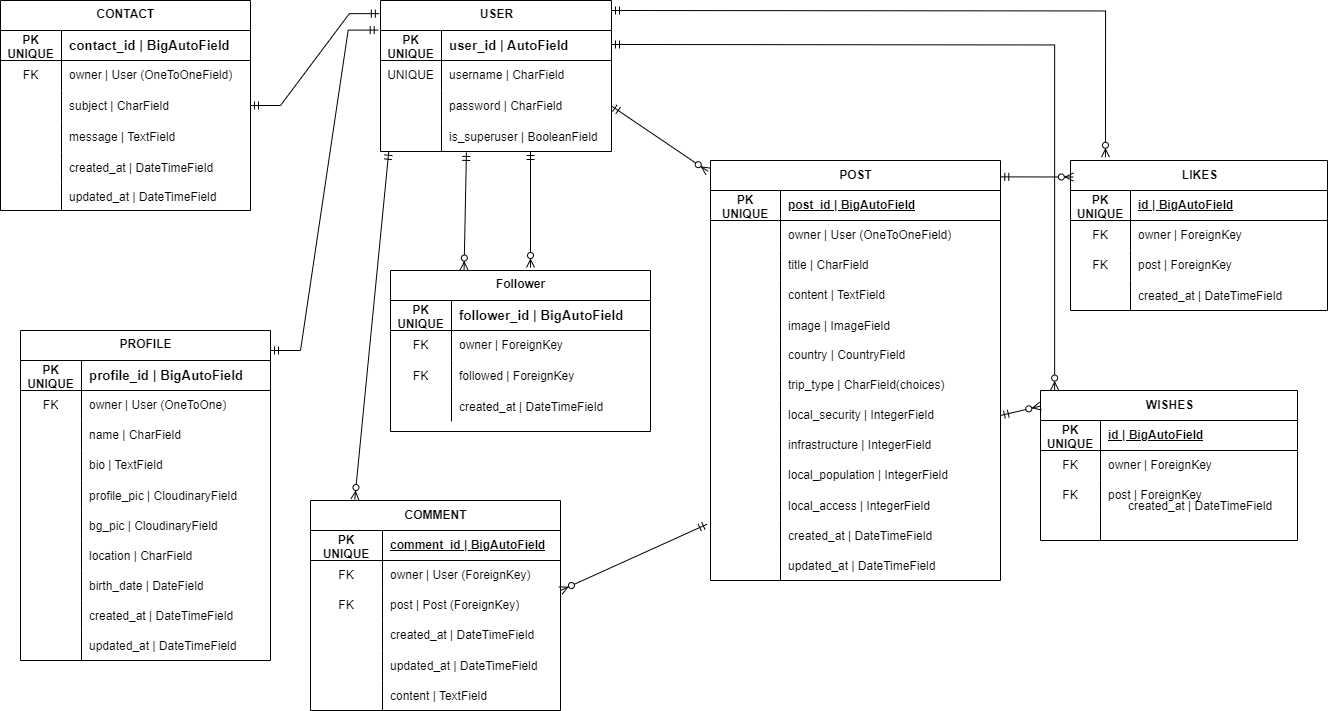 CONTACT
PK
UNIQUE
contact_id | BigAutoField
FK
owner | User (OneToOneField)
subject | CharField
message | TextField
created_at | DateTimeField
updated_at | DateTimeField
USER
PK
UNIQUE
user_id | AutoField
UNIQUE
username | CharField
password | CharField
is_superuser | BooleanField
POST
PK
UNIQUE
post_id | BigAutoField
owner | User (OneToOneField)
title | CharField
content | TextField
image | ImageField
country | CountryField
trip_type | CharField(choices)
local_security | IntegerField
infrastructure | IntegerField
local_population | IntegerField
local_access | IntegerField
created_at | DateTimeField
updated_at | DateTimeField
LIKES
PK
UNIQUE
id | BigAutoField
FK
owner | ForeignKey
FK
post | ForeignKey
created_at | DateTimeField
Follower
PK
UNIQUE
follower_id | BigAutoField
FK
owner | ForeignKey
FK
followed | ForeignKey
created_at | DateTimeField
PROFILE
PK
UNIQUE
profile_id | BigAutoField
FK
owner | User (OneToOne)
name | CharField
bio | TextField
profile_pic | CloudinaryField
bg_pic | CloudinaryField
location | CharField
birth_date | DateField
created_at | DateTimeField
updated_at | DateTimeField
WISHES
PK
UNIQUE
id | BigAutoField
FK
owner | ForeignKey
FK
post | ForeignKey
created_at | DateTimeField
COMMENT
PK
UNIQUE
comment_id | BigAutoField
FK
owner | User (ForeignKey)
FK
post | Post (ForeignKey)
created_at | DateTimeField
updated_at | DateTimeField
content | TextField